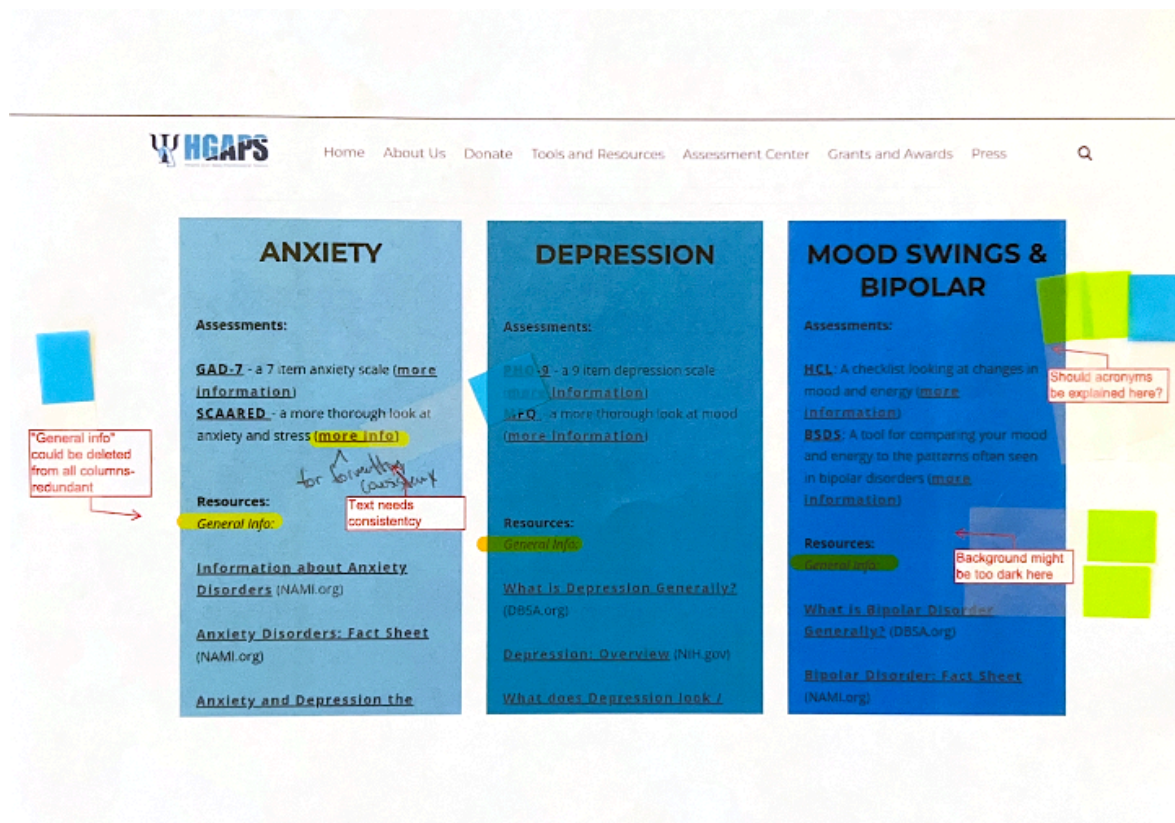 HGAPS
Home About Us Donate Tools and Resources Assessment Center Grants and Awards Press
ANXIETY
Assessments:
GAD-7 - a 7 item anxiety scale (more
information)
SCAARED - a more thorough look at
anxiety and stress (more info)
for formatting
consistency
Text needs
consistentcy
"General info"
could be deleted
from all columns-
redundant
Resources:
General Info:
Information about Anxiety
Disorders (NAMI.org)
Anxiety Disorders: Fact Sheet
(NAMI.org)
Anxiety and Depression the
DEPRESSION
Assessments:
PHQ-9 - a 9 item depression scale
(more information)
MFQ - a more thorough look at mood
(more information)
Resources:
General Info:
What is Depression Generally?
(DBSA.org)
Depression: Overview (NIH.gov)
What does Depression look /
MOOD SWINGS &
BIPOLAR
Assessments:
HCL: A checklist looking at changes in
mood and energy (more
information)
BSDS: A tool for comparing your mood
and energy to the patterns often seen
in bipolar disorders (more
information)
Should acronyms
be explained here?
Resources:
General Info:
Background might
be too dark here
What is Bipolar Disorder
Generally? (DBSA.org)
Bipolar Disorder: Fact Sheet
(NAMI.org)